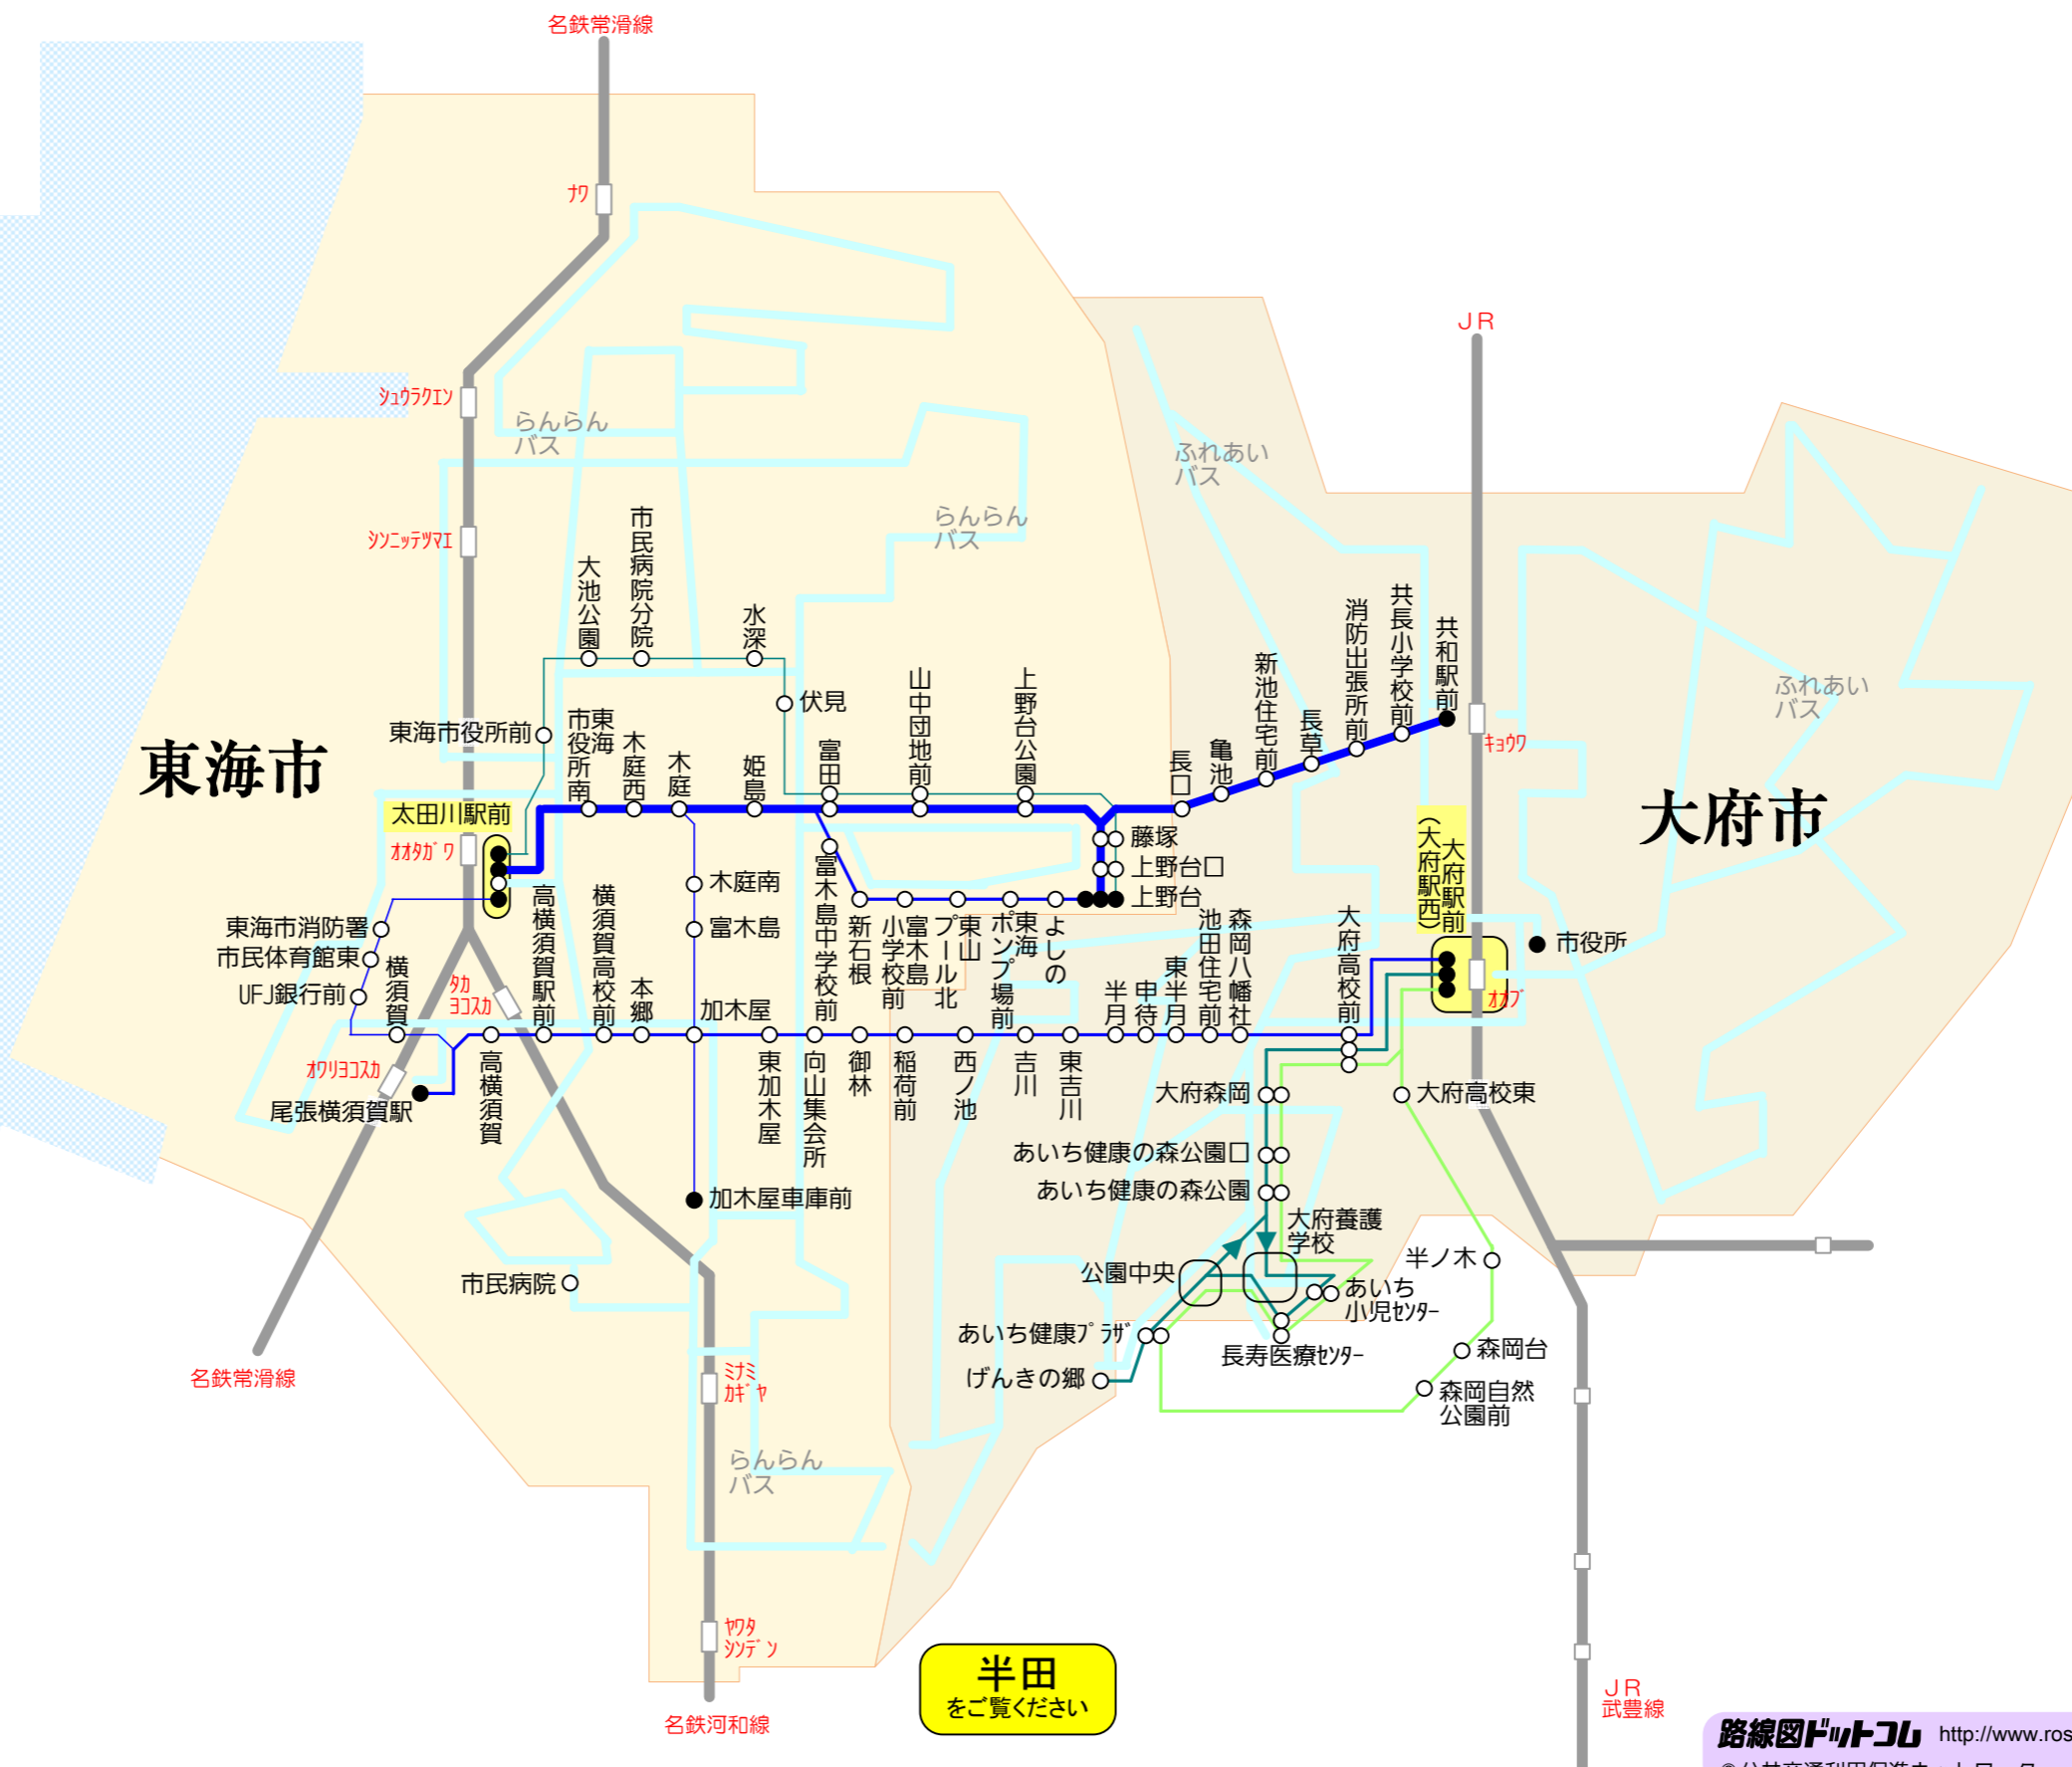 名鉄常滑線
ﾅﾜ
ＪＲ
ｼｭｳﾗｸｴﾝ
らんらん
バス
ふれあい
バス
らんらん
バス
ｼﾝﾆｯﾃﾂﾏｴ
大池公園
市民病院分院
水深
伏見
東海市役所前
東海
市役所南
木庭西
木庭
姫島
富田
山中団地前
上野台公園
長口
亀池
新池住宅前
長草
消防出張所前
共長小学校前
共和駅前
ｷｮｳﾜ
ふれあい
バス
東海市
大府市
太田川駅前
ｵｵﾀｶﾞﾜ
藤塚
上野台口
上野台
木庭南
富木島
富木島中学校前
新石根
富木島
小学校前
東山
プール北
東海
ポンプ場前
よしの
大府駅前
(大府駅西)
市役所
ｵｵﾌﾞ
東海市消防署
市民体育館東
UFJ銀行前
横須賀
ﾀｶ
ﾖｺｽｶ
高横須賀駅前
横須賀高校前
本郷
加木屋
半月
申待
東半月
池田住宅前
森岡八幡社
大府高校前
ｵﾜﾘﾖｺｽｶ
尾張横須賀駅
高横須賀
東加木屋
向山集会所
御林
稲荷前
西ノ池
吉川
東吉川
大府森岡
大府高校東
あいち健康の森公園口
あいち健康の森公園
加木屋車庫前
大府養護
学校
半ノ木
公園中央
市民病院
あいち
小児ｾﾝﾀｰ
あいち健康ﾌﾟﾗｻﾞ
長寿医療ｾﾝﾀｰ
森岡台
げんきの郷
森岡自然
公園前
名鉄常滑線
ﾐﾅﾐ
ｶｷﾞﾔ
らんらん
バス
ﾔﾜﾀ
ｼﾝﾃﾞﾝ
半田
をご覧ください
名鉄河和線
ＪＲ
武豊線
路線図ドットコム http://www.ros